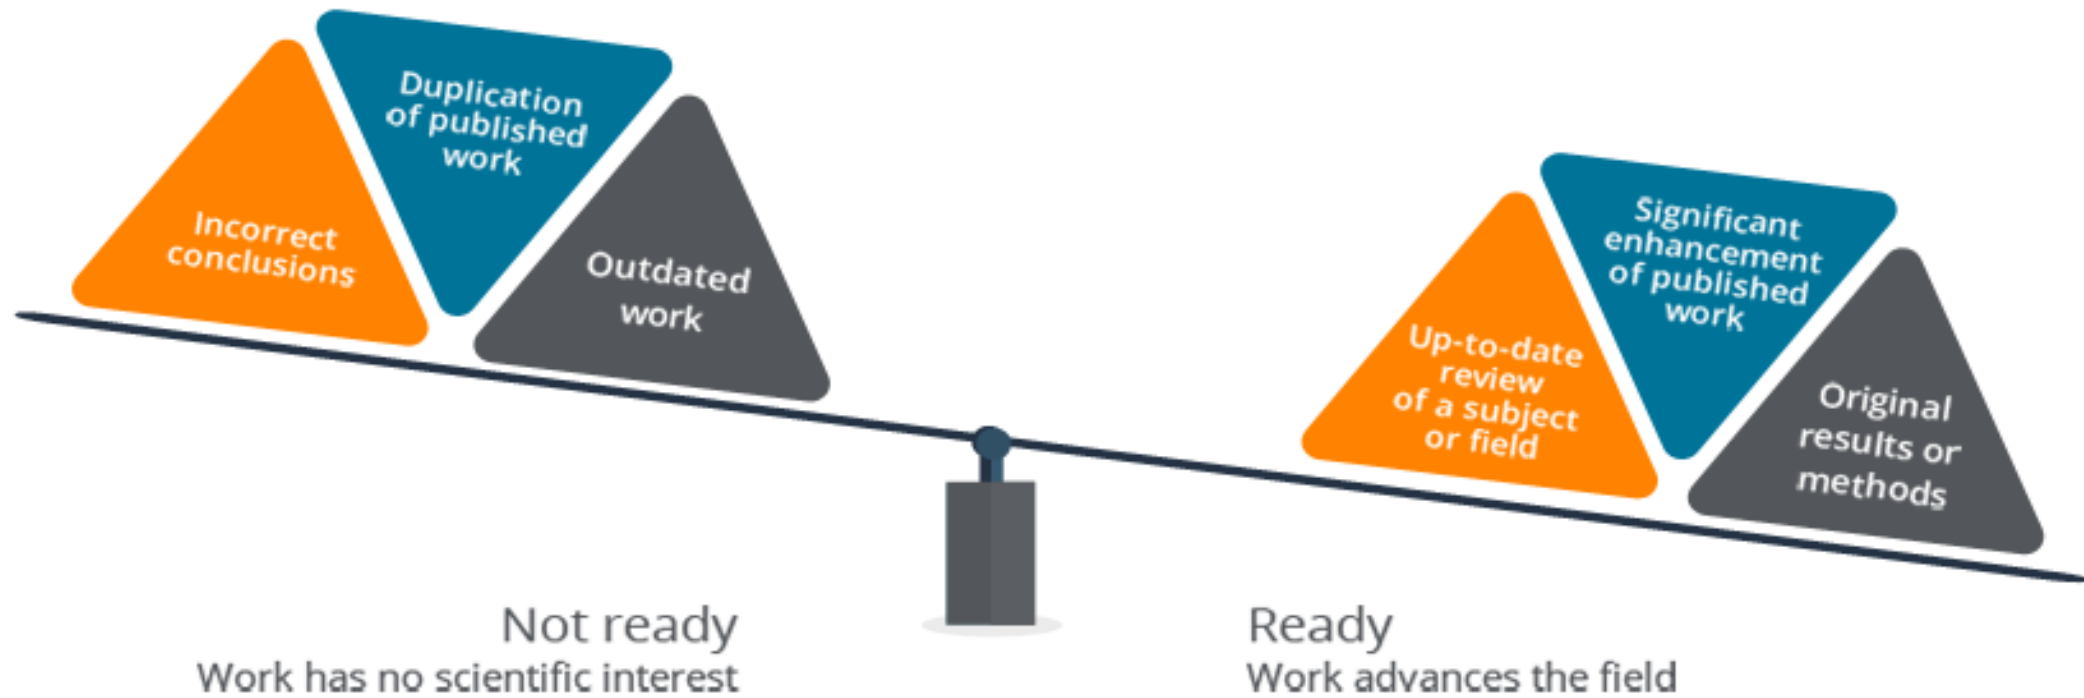 Duplication
of published
work
Incorrect
conclusions
Outdated
work
Significant
enhancement
of published
work
Up-to-date
review
of a subject
or field
Original
results or
methods
Not ready
Work has no scientific interest
Ready
Work advances the field